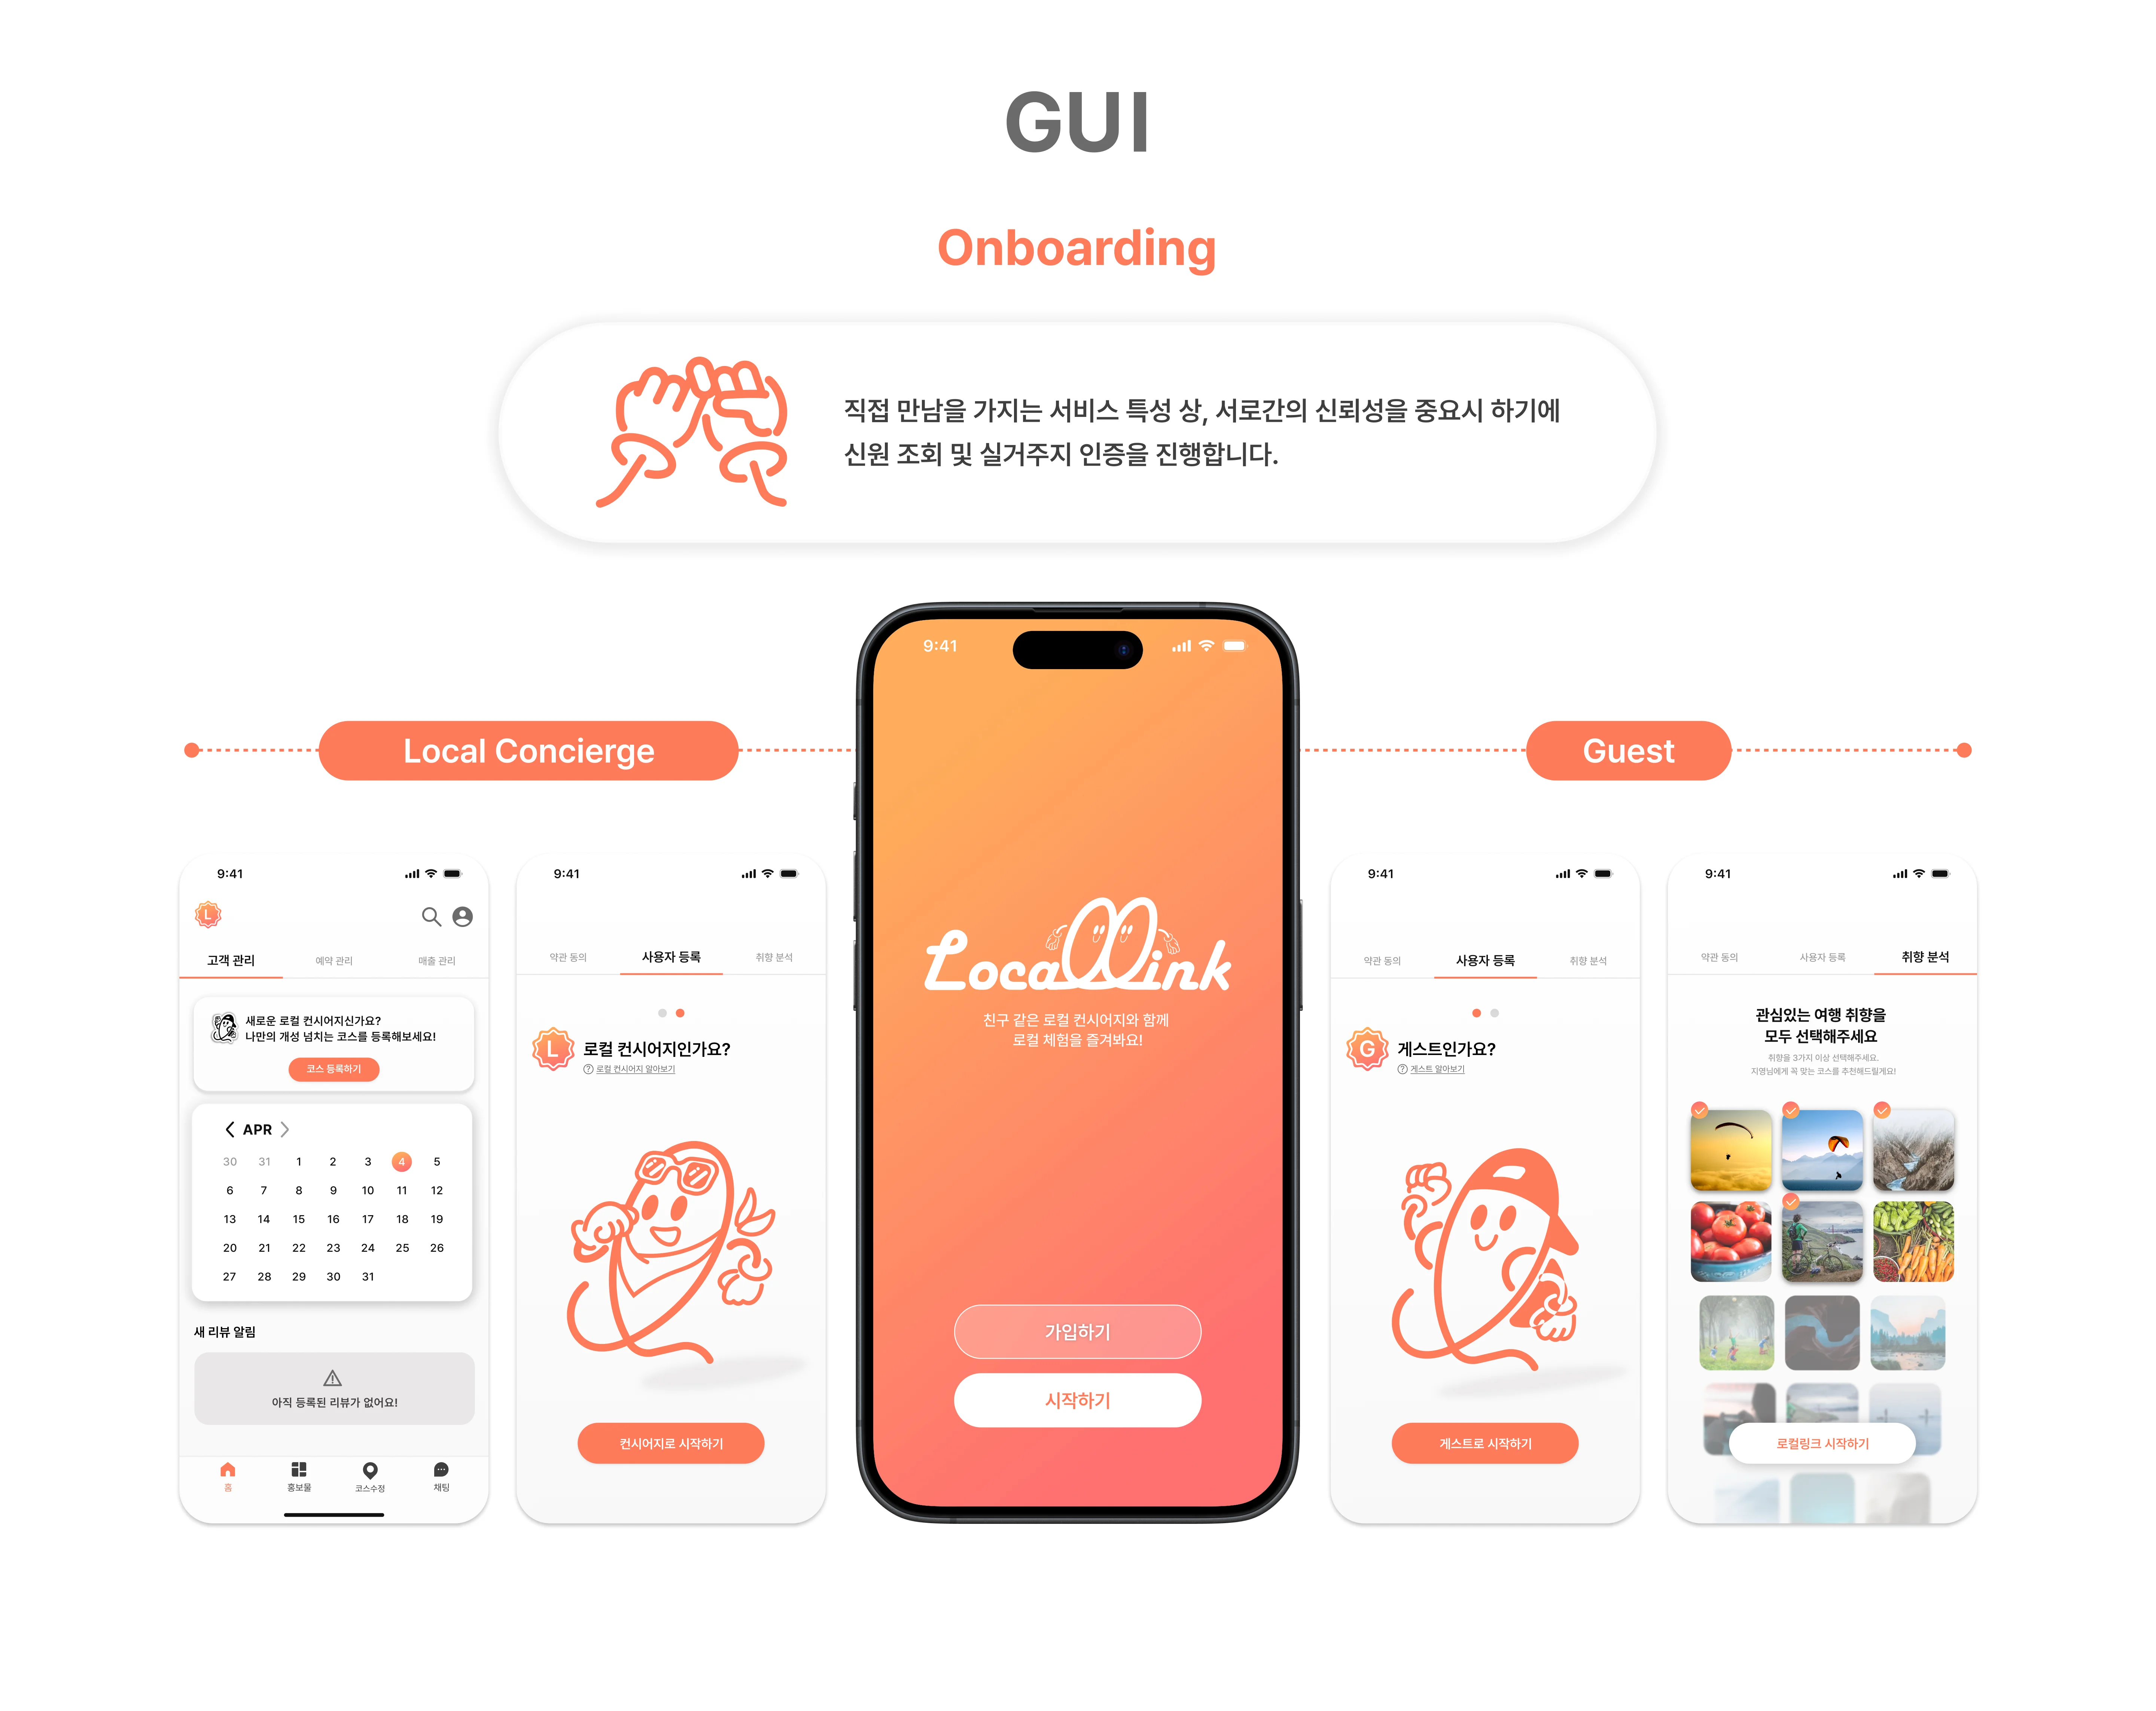 GUI
Onboarding
직접 만남을 가지는 서비스 특성 상, 서로간의 신뢰성을 중요시 하기에
신원 조회 및 실거주지 인증을 진행합니다.
Local Concierge
Guest
9:41
L
고객 관리 예약 관리 매출 관리
새로운 로컬 컨시어지신가요?
나만의 개성 넘치는 코스를 등록해보세요!
코스 등록하기
APR
30 31 1 2 3 4 5
6 7 8 9 10 11 12
13 14 15 16 17 18 19
20 21 22 23 24 25 26
27 28 29 30 31
새 리뷰 알림
아직 등록된 리뷰가 없어요!
홈 홍보물 코스수정 채팅
9:41
약관 동의 사용자 등록 취향 분석
L
로컬 컨시어지인가요?
? 로컬 컨시어지 알아보기
컨시어지로 시작하기
9:41
LocalLink
친구 같은 로컬 컨시어지와 함께
로컬 체험을 즐겨봐요!
가입하기
시작하기
9:41
약관 동의 사용자 등록 취향 분석
G
게스트인가요?
? 게스트 알아보기
게스트로 시작하기
9:41
약관 동의 사용자 등록 취향 분석
관심있는 여행 취향을
모두 선택해주세요
취향을 3가지 이상 선택해주세요.
지영님에게 꼭 맞는 코스를 추천해드릴게요!
로컬링크 시작하기